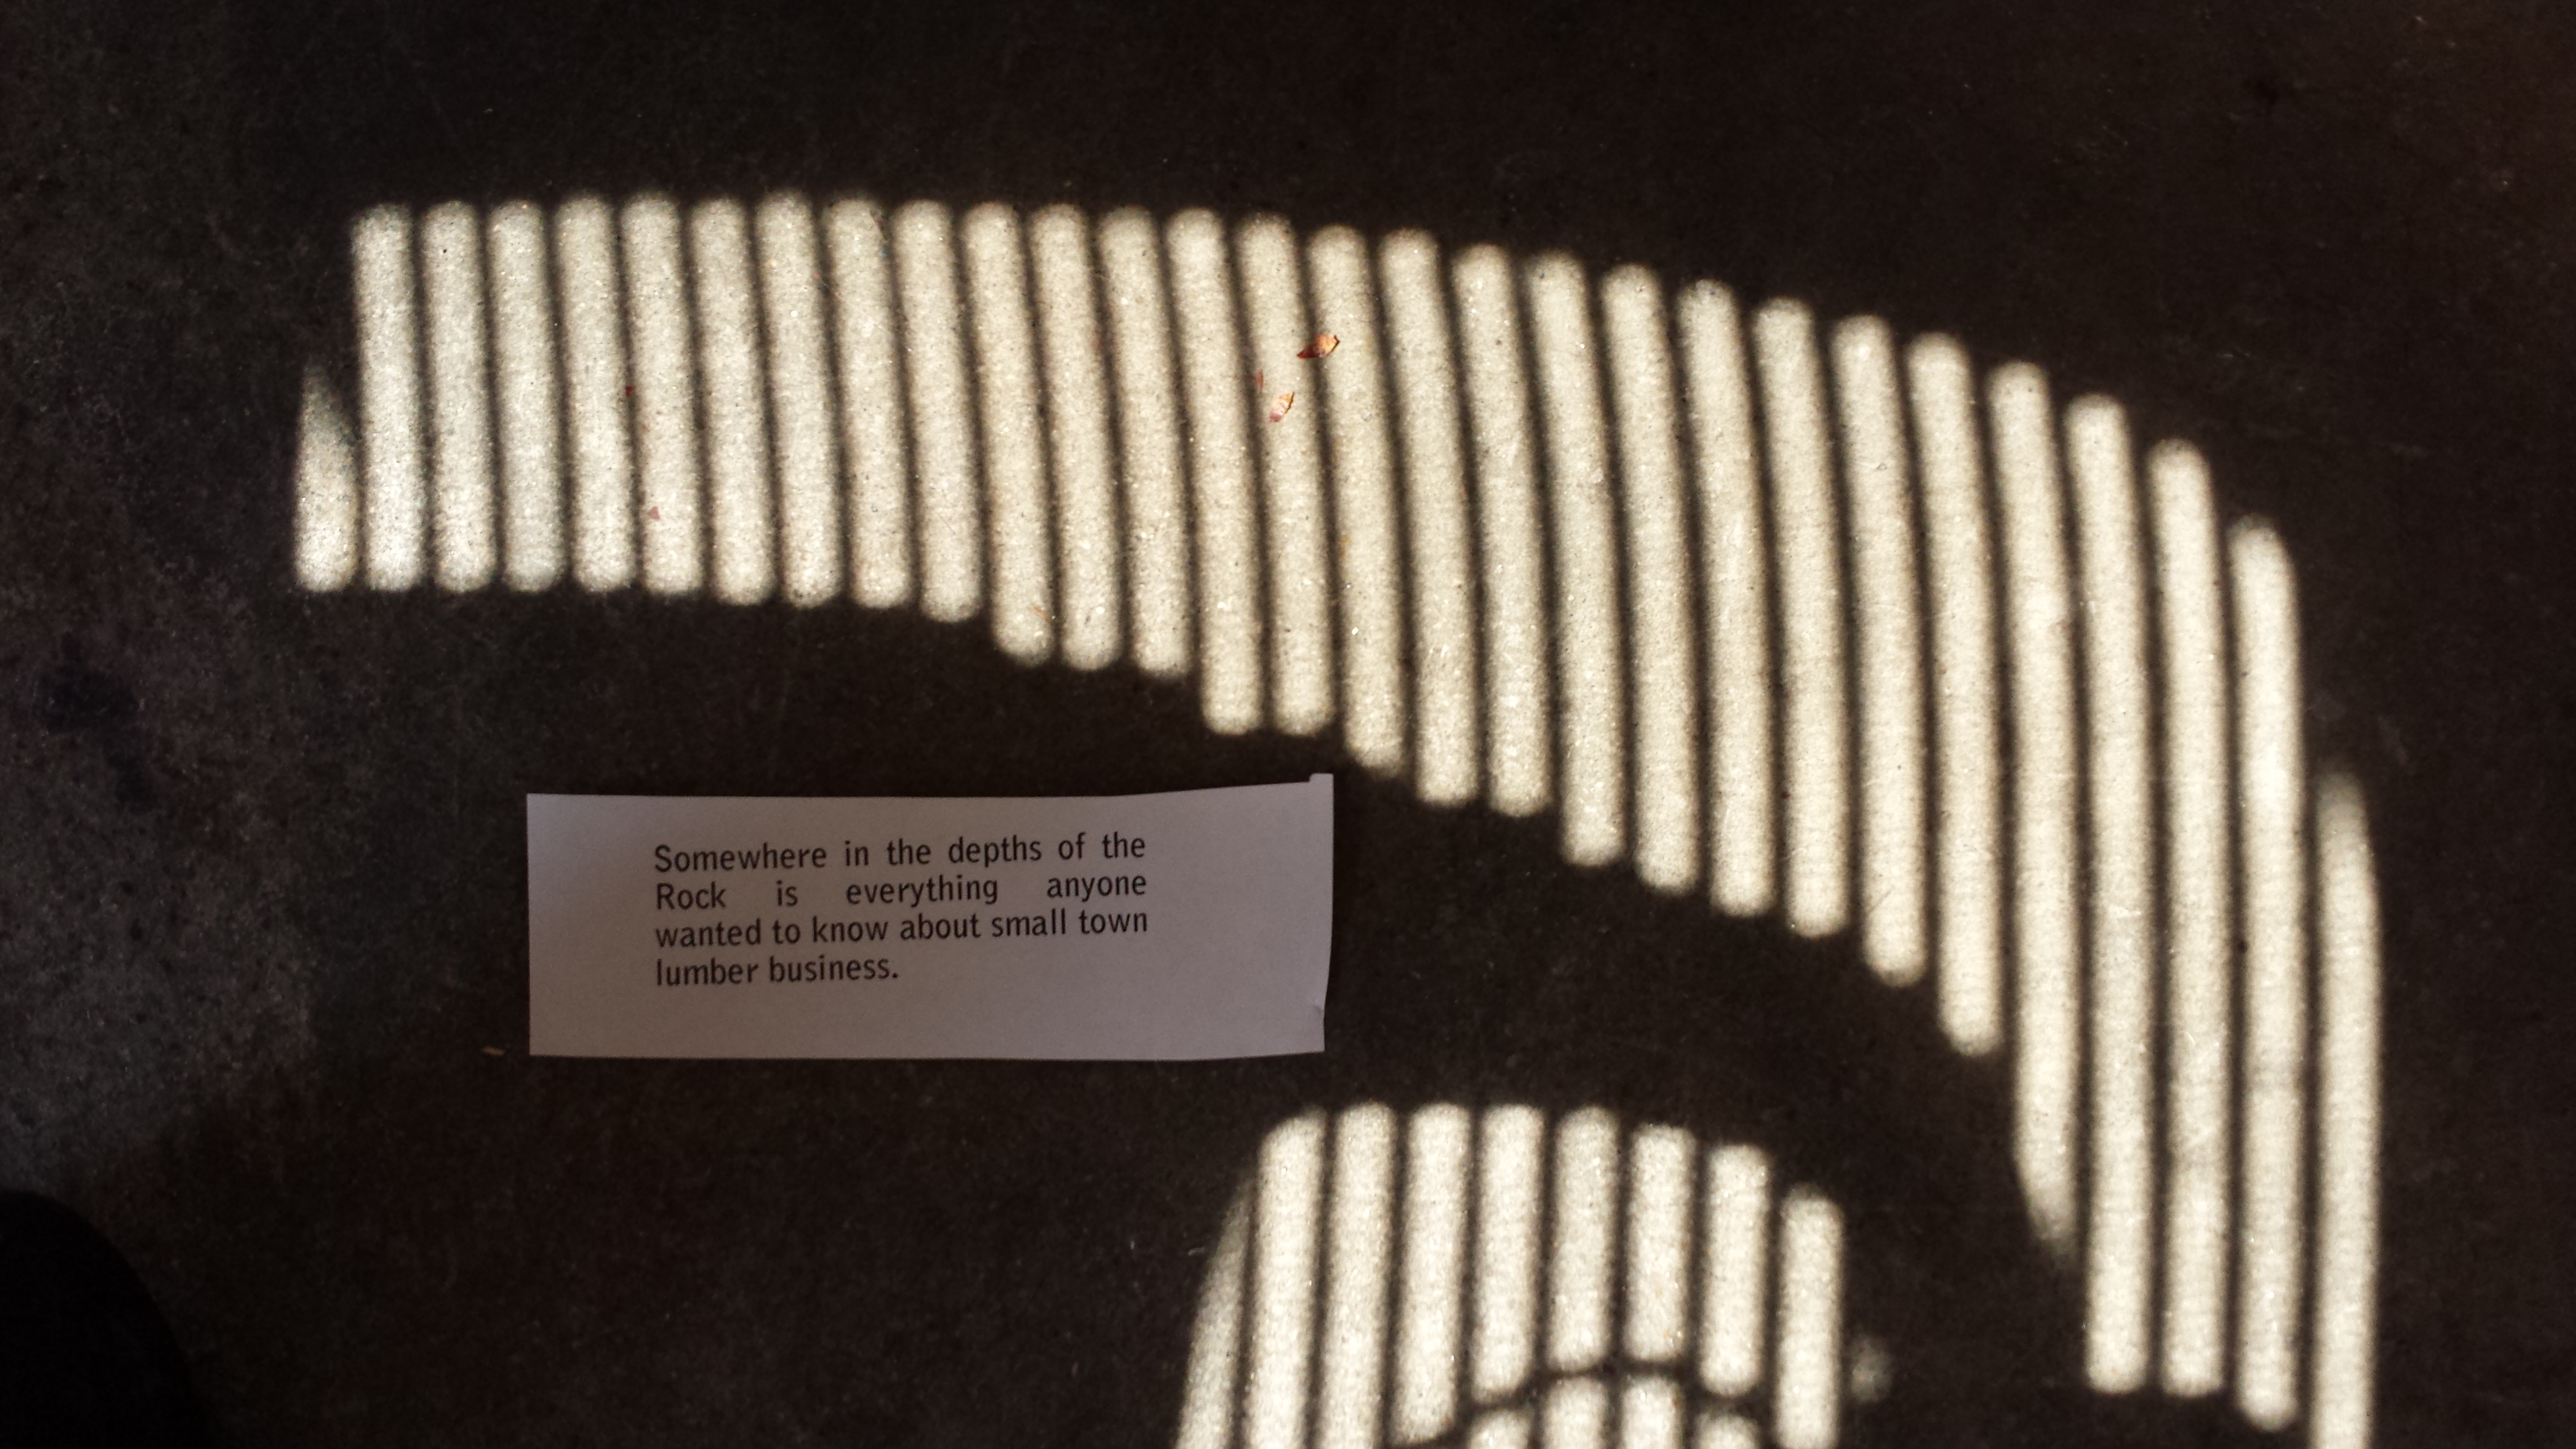 Somewhere in the depths of the
Rock is everything anyone
wanted to know about small town
lumber business.